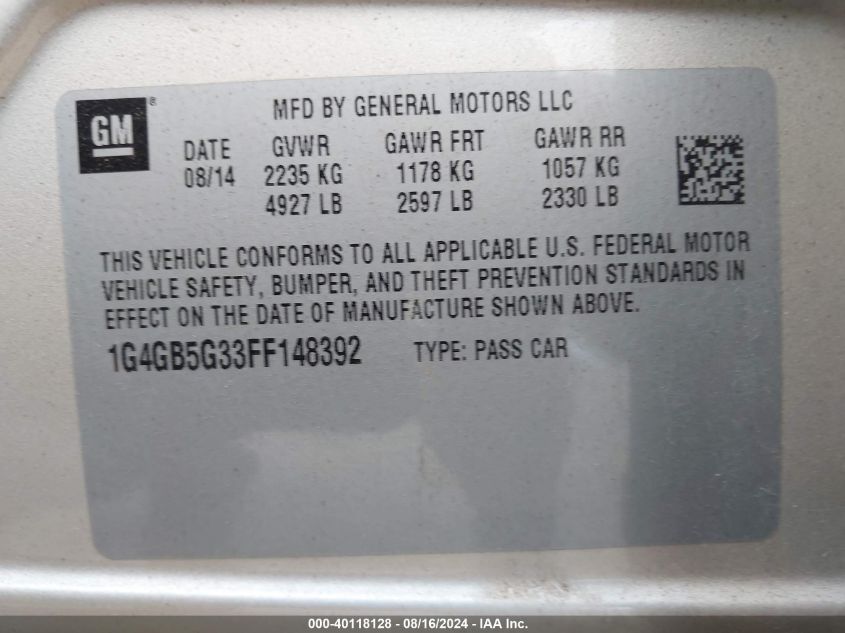 GM®
MFD BY GENERAL MOTORS LLC
DATE GVWR GAWR FRT GAWR RR
08/14 2235 KG 1178 KG 1057 KG
4927 LB 2597 LB 2330 LB
THIS VEHICLE CONFORMS TO ALL APPLICABLE U.S. FEDERAL MOTOR
VEHICLE SAFETY, BUMPER, AND THEFT PREVENTION STANDARDS IN
EFFECT ON THE DATE OF MANUFACTURE SHOWN ABOVE.
1G4GB5G33FF148392 TYPE: PASS CAR
000-40118128 - 08/16/2024 - IAA Inc.